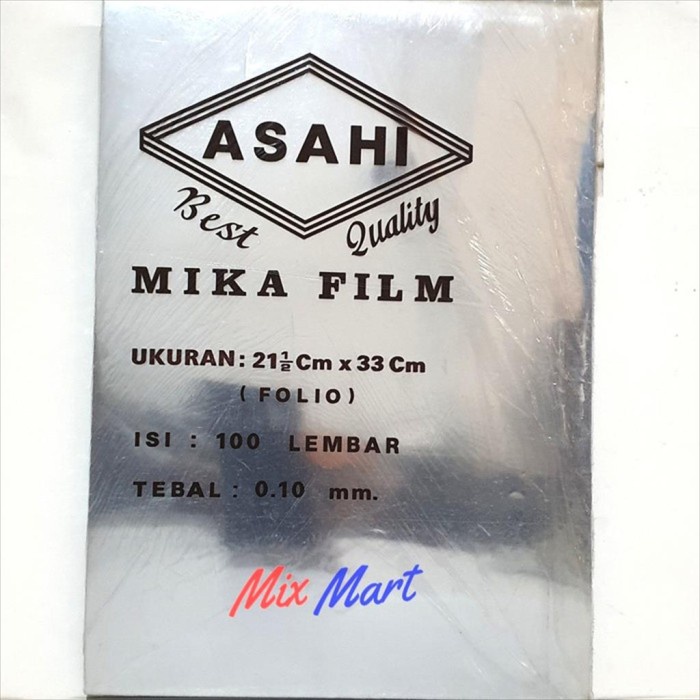 ASAHI
Best Quality
MIKA FILM
UKURAN: 21½ Cm x 33 Cm
( FOLIO )
ISI : 100 LEMBAR
TEBAL : 0.10 mm.
Mix Mart